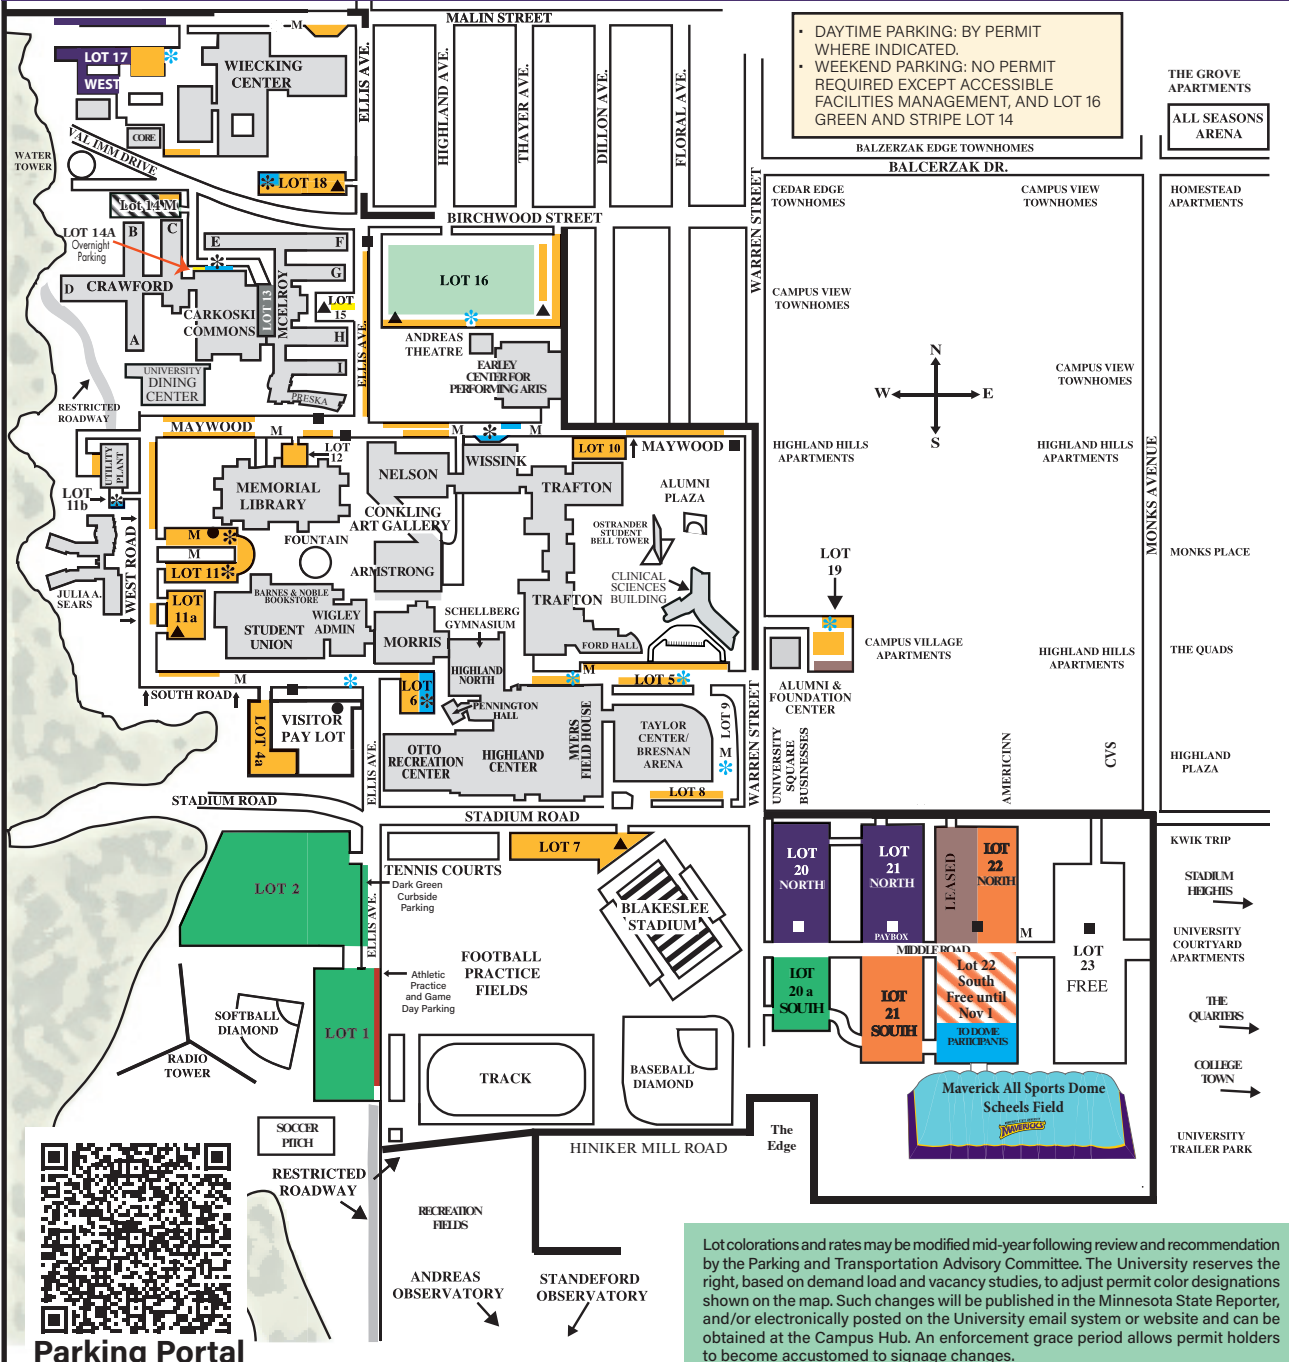 MALIN STREET
M
LOT 17
WEST
WIECKING
CENTER
CORE
VAL IMM DRIVE
WATER
TOWER
ELLIS AVE.
HIGHLAND AVE.
THAYER AVE.
DILLON AVE.
FLORAL AVE.
• DAYTIME PARKING: BY PERMIT
WHERE INDICATED.
• WEEKEND PARKING: NO PERMIT
REQUIRED EXCEPT ACCESSIBLE
FACILITIES MANAGEMENT, AND LOT 16
GREEN AND STRIPE LOT 14
THE GROVE
APARTMENTS
ALL SEASONS
ARENA
BALZERZAK EDGE TOWNHOMES
BALCERZAK DR.
WARREN STREET
CEDAR EDGE
TOWNHOMES
CAMPUS VIEW
TOWNHOMES
HOMESTEAD
APARTMENTS
LOT 18
Lot 14 M
LOT 14A
Overnight
Parking
BIRCHWOOD STREET
B
C
E
F
G
D
CRAWFORD
A
CARKOSKI
COMMONS
LOT 13
MCELROY
LOT
15
H
I
PRESKA
ELLIS AVE.
LOT 16
ANDREAS
THEATRE
EARLEY
CENTER FOR
PERFORMING ARTS
CAMPUS VIEW
TOWNHOMES
N
W
E
S
CAMPUS VIEW
TOWNHOMES
UNIVERSITY
DINING
CENTER
RESTRICTED
ROADWAY
MAYWOOD
M
M
M
LOT
12
LOT 10
MAYWOOD
HIGHLAND HILLS
APARTMENTS
HIGHLAND HILLS
APARTMENTS
MONKS AVENUE
UTILITY
PLANT
LOT
11b
MEMORIAL
LIBRARY
NELSON
WISSINK
TRAFTON
CONKLING
ART GALLERY
ALUMNI
PLAZA
OSTRANDER
STUDENT
BELL TOWER
M
M
LOT 11
FOUNTAIN
ARMSTRONG
CLINICAL
SCIENCES
BUILDING
LOT
19
MONKS PLACE
WEST ROAD
JULIA A.
SEARS
LOT
11a
BARNES & NOBLE
BOOKSTORE
WIGLEY
ADMIN
STUDENT
UNION
MORRIS
SCHELLBERG
GYMNASIUM
TRAFTON
FORD HALL
CAMPUS VILLAGE
APARTMENTS
HIGHLAND HILLS
APARTMENTS
THE QUADS
M
SOUTH ROAD
LOT
6
HIGHLAND
NORTH
PENNINGTON
HALL
M
LOT 5
ALUMNI &
FOUNDATION
CENTER
LOT 4a
VISITOR
PAY LOT
ELLIS AVE.
OTTO
RECREATION
CENTER
HIGHLAND
CENTER
MYERS
FIELD HOUSE
TAYLOR
CENTER/
BRESNAN
ARENA
LOT 9
M
LOT 8
WARREN STREET
UNIVERSITY
SQUARE
BUSINESSES
AMERICINN
CVS
HIGHLAND
PLAZA
STADIUM ROAD
STADIUM ROAD
TENNIS COURTS
LOT 7
LOT 2
Dark Green
Curbside
Parking
ELLIS AVE.
BLAKESLEE
STADIUM
LOT
20
NORTH
LOT
21
NORTH
PAYBOX
LEASED
LOT
22
NORTH
M
KWIK TRIP
STADIUM
HEIGHTS
UNIVERSITY
COURTYARD
APARTMENTS
MIDDLE ROAD
LOT
23
FREE
FOOTBALL
PRACTICE
FIELDS
Athletic
Practice
and Game
Day Parking
LOT
20 a
SOUTH
LOT
21
SOUTH
Lot 22
South
Free until
Nov 1
TO DOME
PARTICIPANTS
THE
QUARTERS
SOFTBALL
DIAMOND
LOT 1
RADIO
TOWER
TRACK
BASEBALL
DIAMOND
Maverick All Sports Dome
Scheels Field
MAVERICKS
COLLEGE
TOWN
SOCCER
PITCH
HINIKER MILL ROAD
The
Edge
UNIVERSITY
TRAILER PARK
RESTRICTED
ROADWAY
RECREATION
FIELDS
ANDREAS
OBSERVATORY
STANDEFORD
OBSERVATORY
Parking Portal
Lot colorations and rates may be modified mid-year following review and recommendation
by the Parking and Transportation Advisory Committee. The University reserves the
right, based on demand load and vacancy studies, to adjust permit color designations
shown on the map. Such changes will be published in the Minnesota State Reporter,
and/or electronically posted on the University email system or website and can be
obtained at the Campus Hub. An enforcement grace period allows permit holders
to become accustomed to signage changes.